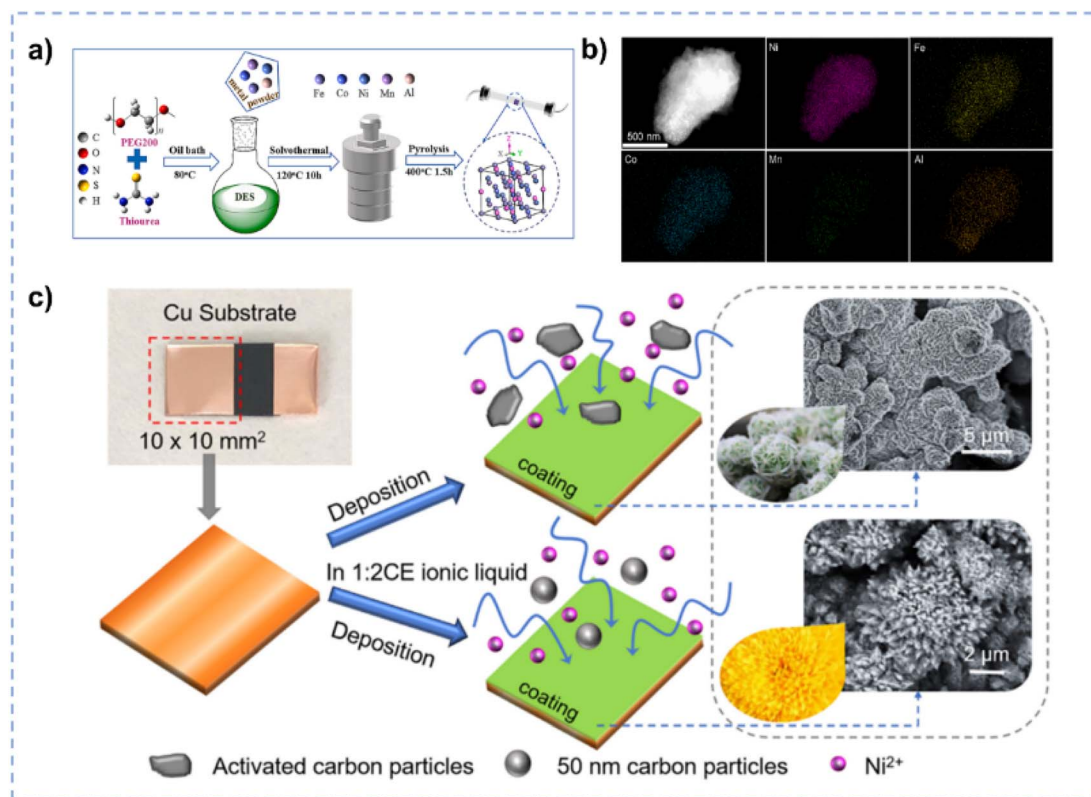 a)
metal powder
Fe Co Ni Mn Al
C
O
N
S
H
n
PEG200
Thiourea
Oil bath
80°C
DES
Solvothermal
120°C 10h
Pyrolysis
400°C 1.5h
Z
X Y
b)
500 nm
Ni
Fe
Co
Mn
Al
c)
Cu Substrate
10 x 10 mm²
Deposition
In 1:2CE ionic liquid
Deposition
coating
coating
5 µm
2 µm
Activated carbon particles 50 nm carbon particles Ni²⁺